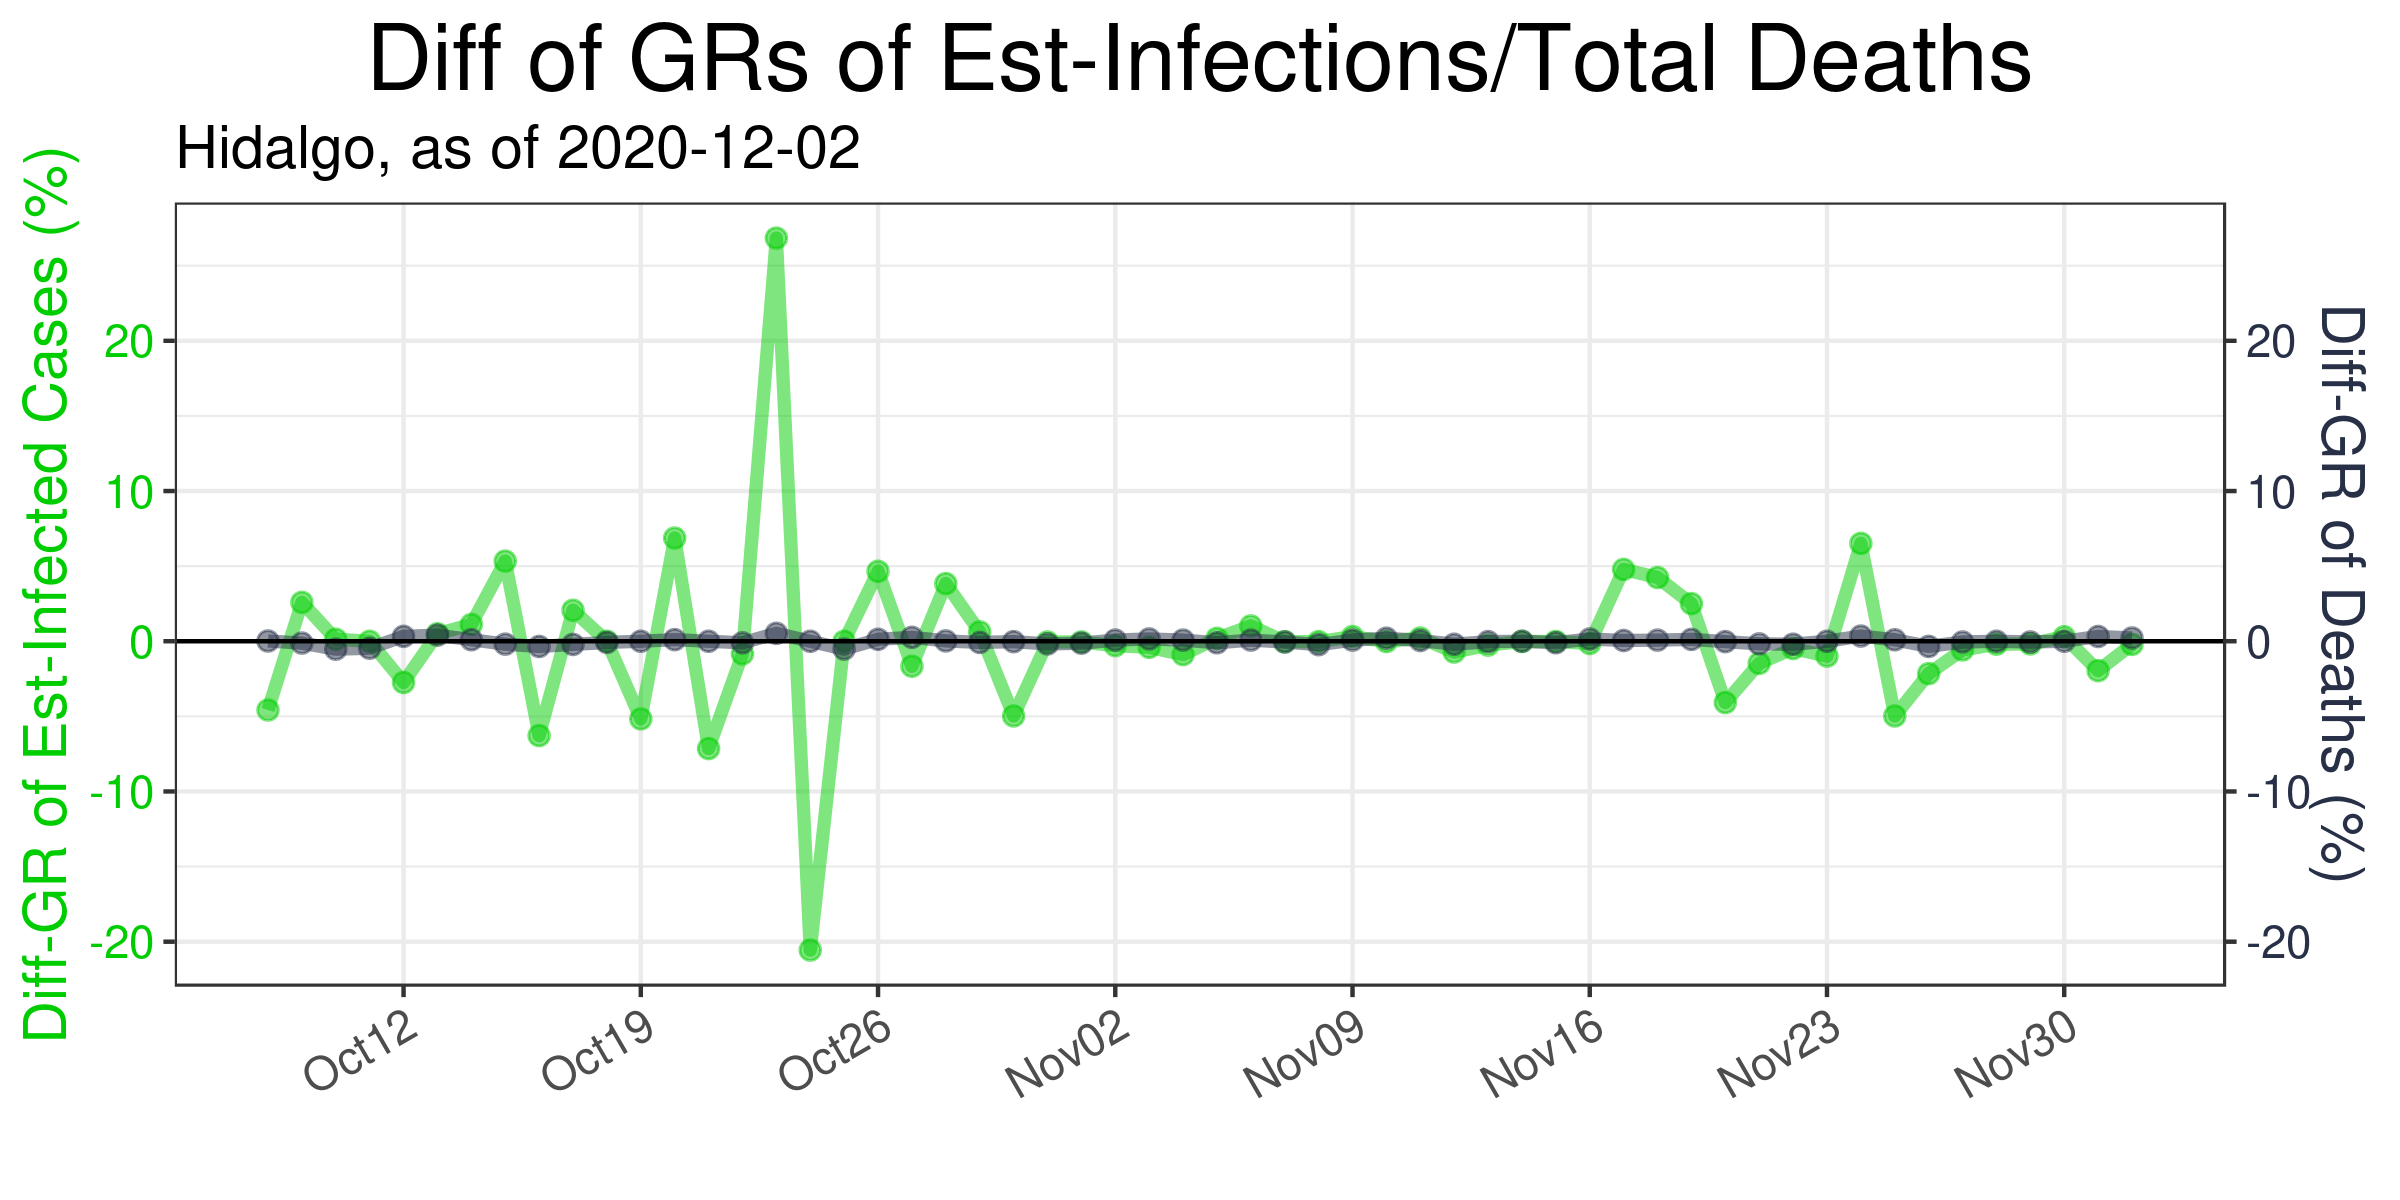 Diff of GRs of Est-Infections/Total Deaths
Hidalgo, as of 2020-12-02
Diff-GR of Est-Infected Cases (%)
20
10
0
-10
-20
20
10
0
-10
-20
Diff-GR of Deaths (%)
Oct12
Oct19
Oct26
Nov02
Nov09
Nov16
Nov23
Nov30